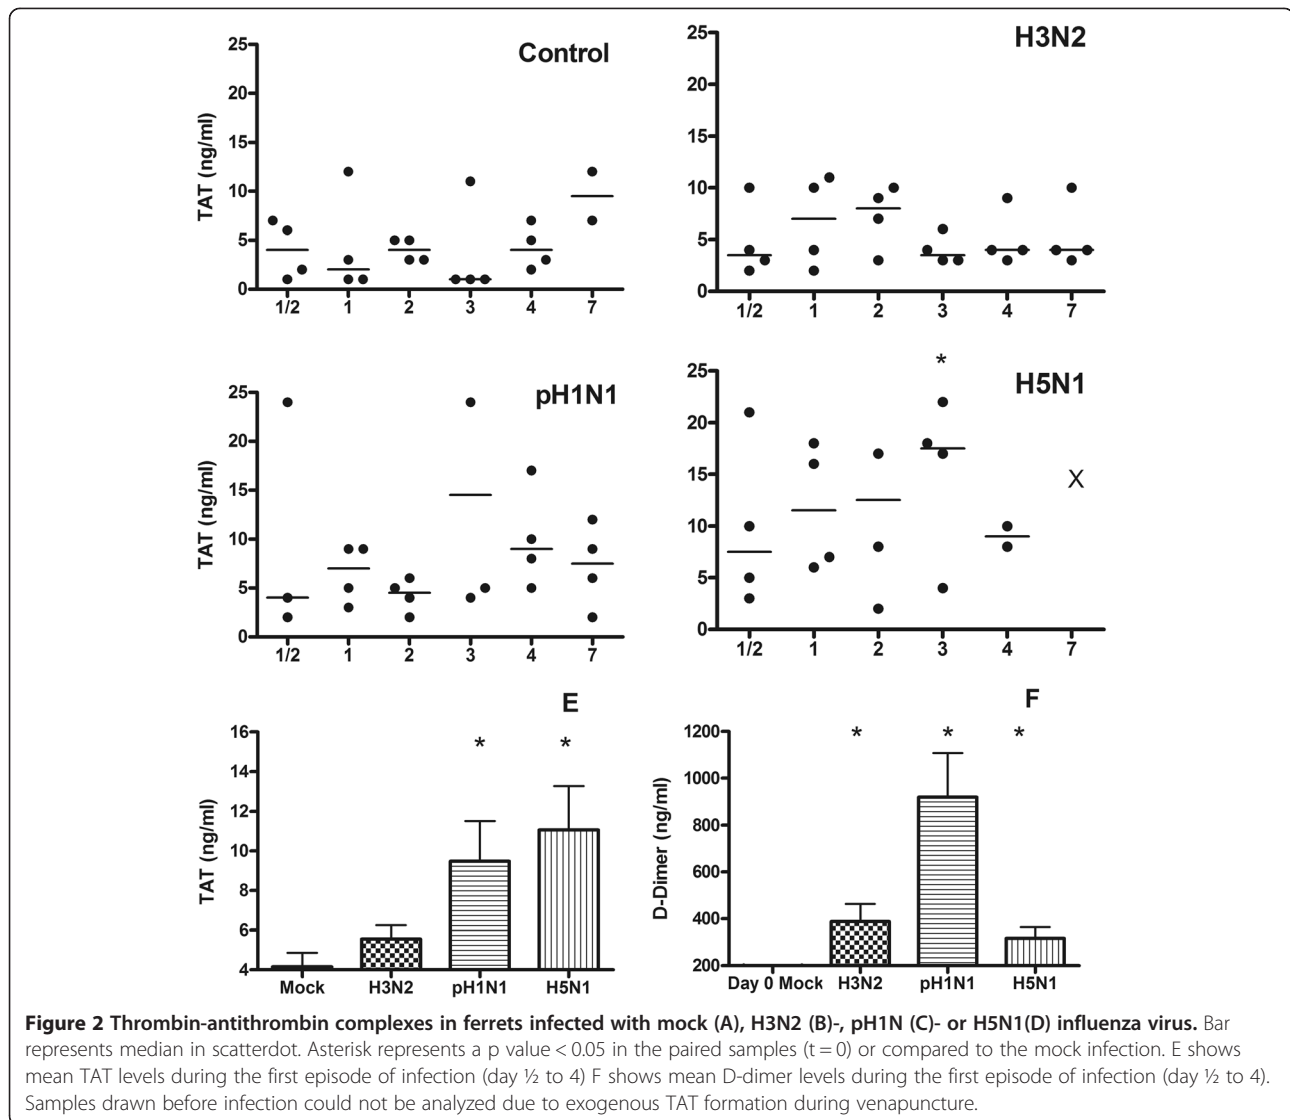 Control
TAT (ng/ml)
25
20
15
10
5
0
1/2 1 2 3 4 7
H3N2
25
20
15
10
5
0
1/2 1 2 3 4 7
pH1N1
TAT (ng/ml)
25
20
15
10
5
0
1/2 1 2 3 4 7
*
H5N1
25
20
15
10
5
0
X
1/2 1 2 3 4 7
E
TAT (ng/ml)
16
14
12
10
8
6
4
* *
Mock H3N2 pH1N1 H5N1
F
D-Dimer (ng/ml)
1200
1000
800
600
400
200
* * *
Day 0 Mock H3N2 pH1N1 H5N1
Figure 2 Thrombin-antithrombin complexes in ferrets infected with mock (A), H3N2 (B)-, pH1N (C)- or H5N1(D) influenza virus. Bar
represents median in scatterdot. Asterisk represents a p value < 0.05 in the paired samples (t = 0) or compared to the mock infection. E shows
mean TAT levels during the first episode of infection (day ½ to 4) F shows mean D-dimer levels during the first episode of infection (day ½ to 4).
Samples drawn before infection could not be analyzed due to exogenous TAT formation during venapuncture.